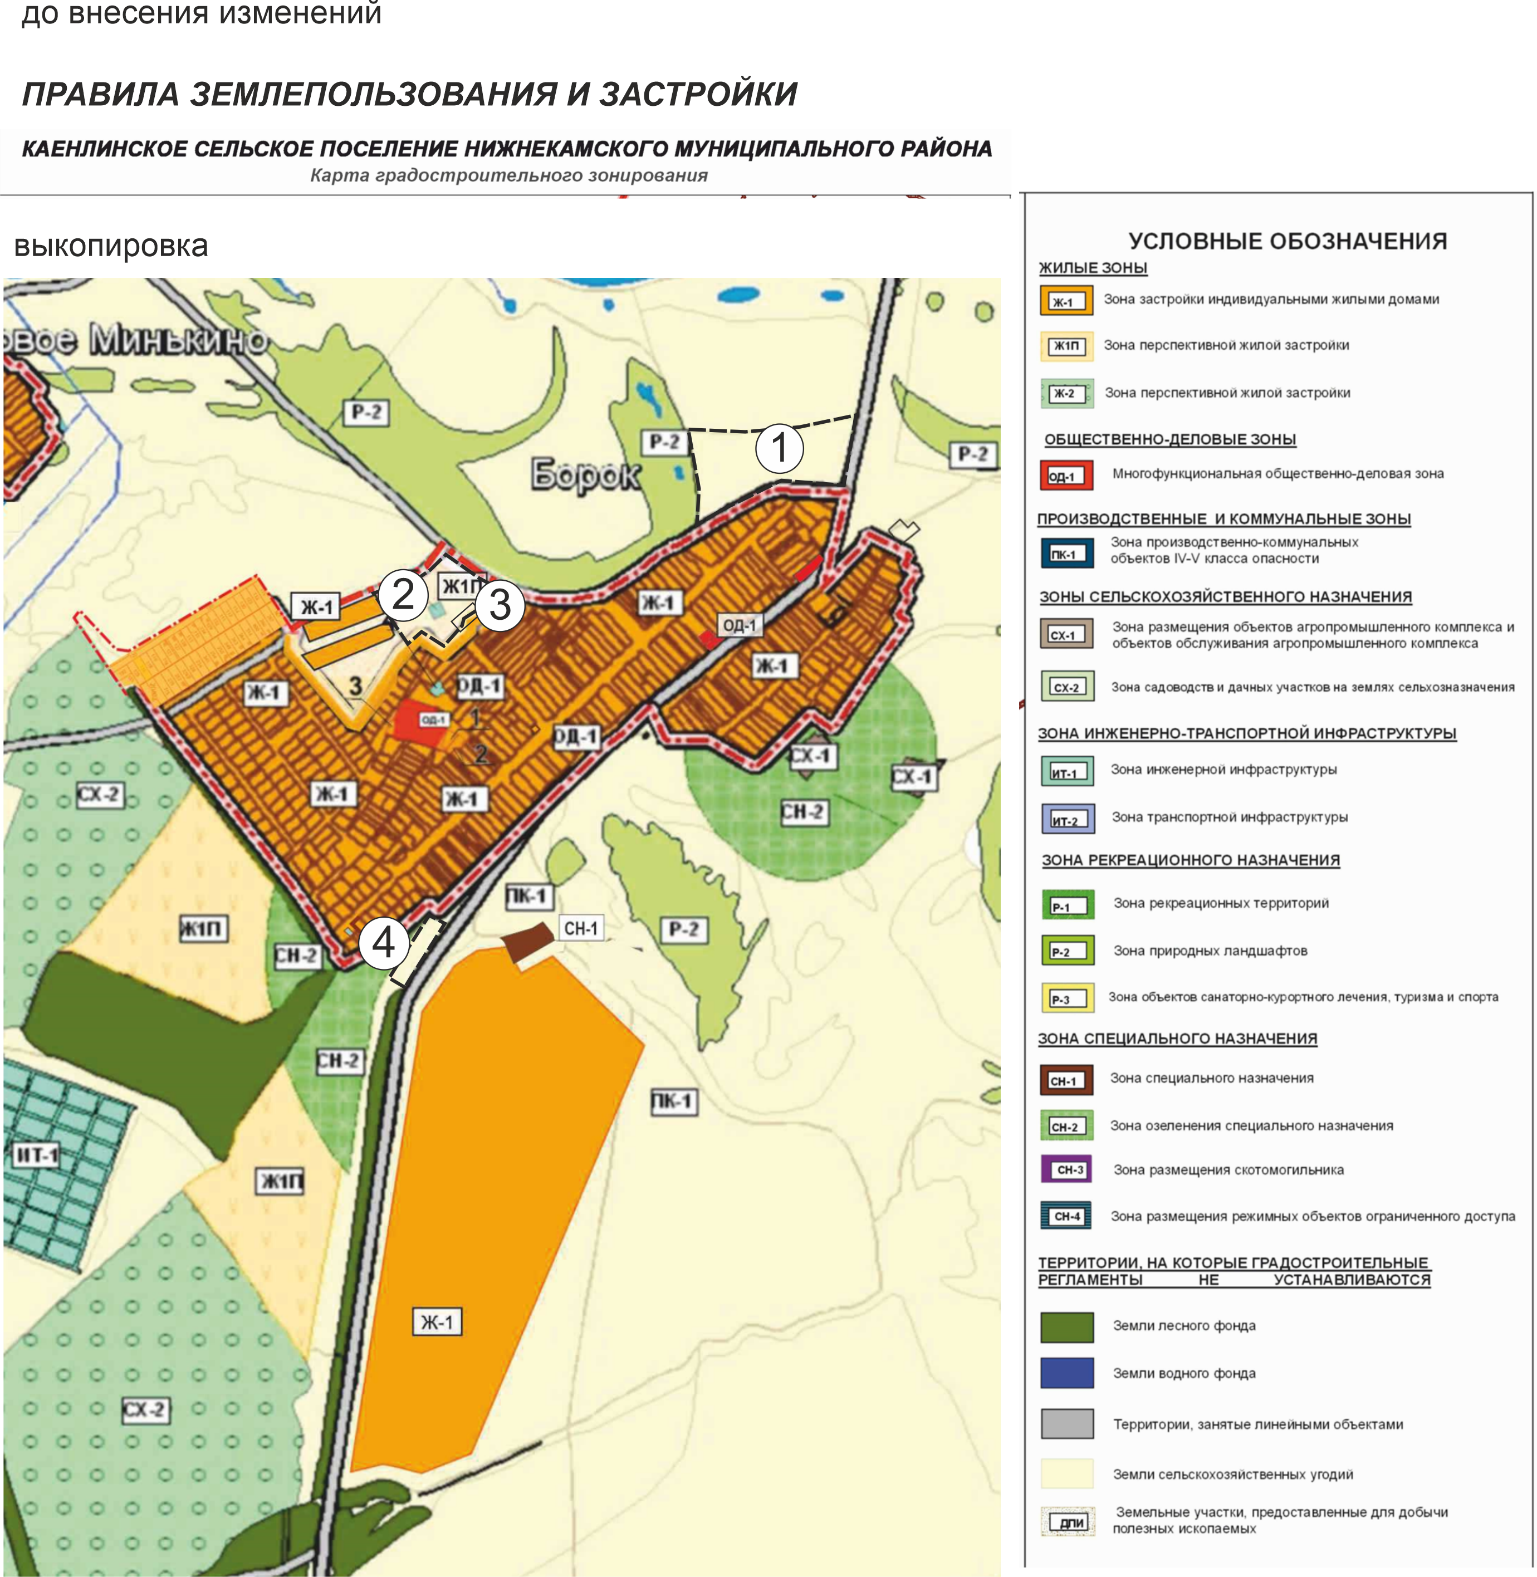 до внесения изменений
ПРАВИЛА ЗЕМЛЕПОЛЬЗОВАНИЯ И ЗАСТРОЙКИ
КАЕНЛИНСКОЕ СЕЛЬСКОЕ ПОСЕЛЕНИЕ НИЖНЕКАМСКОГО МУНИЦИПАЛЬНОГО РАЙОНА
Карта градостроительного зонирования
выкопировка
овое Минькино
Р-2
Р-2
1
Р-2
Борок
Ж-1
2
Ж1П
3
Ж-1
ОД-1
Ж-1
Ж-1
3
ОД-1
ОД-1
1
ОД-1
2
СХ-1
СХ-1
СХ-2
Ж-1
Ж-1
СН-2
ПК-1
Ж1П
4
СН-1
Р-2
СН-2
СН-2
ПК-1
ИТ-1
Ж1П
Ж-1
СХ-2
УСЛОВНЫЕ ОБОЗНАЧЕНИЯ
ЖИЛЫЕ ЗОНЫ
Ж-1 Зона застройки индивидуальными жилыми домами
Ж1П Зона перспективной жилой застройки
Ж-2 Зона перспективной жилой застройки
ОБЩЕСТВЕННО-ДЕЛОВЫЕ ЗОНЫ
ОД-1 Многофункциональная общественно-деловая зона
ПРОИЗВОДСТВЕННЫЕ И КОММУНАЛЬНЫЕ ЗОНЫ
ПК-1 Зона производственно-коммунальных
объектов IV-V класса опасности
ЗОНЫ СЕЛЬСКОХОЗЯЙСТВЕННОГО НАЗНАЧЕНИЯ
СХ-1 Зона размещения объектов агропромышленного комплекса и
объектов обслуживания агропромышленного комплекса
СХ-2 Зона садоводств и дачных участков на землях сельхозназначения
ЗОНА ИНЖЕНЕРНО-ТРАНСПОРТНОЙ ИНФРАСТРУКТУРЫ
ИТ-1 Зона инженерной инфраструктуры
ИТ-2 Зона транспортной инфраструктуры
ЗОНА РЕКРЕАЦИОННОГО НАЗНАЧЕНИЯ
Р-1 Зона рекреационных территорий
Р-2 Зона природных ландшафтов
Р-3 Зона объектов санаторно-курортного лечения, туризма и спорта
ЗОНА СПЕЦИАЛЬНОГО НАЗНАЧЕНИЯ
СН-1 Зона специального назначения
СН-2 Зона озеленения специального назначения
СН-3 Зона размещения скотомогильника
СН-4 Зона размещения режимных объектов ограниченного доступа
ТЕРРИТОРИИ, НА КОТОРЫЕ ГРАДОСТРОИТЕЛЬНЫЕ
РЕГЛАМЕНТЫ НЕ УСТАНАВЛИВАЮТСЯ
Земли лесного фонда
Земли водного фонда
Территории, занятые линейными объектами
Земли сельскохозяйственных угодий
ДПИ Земельные участки, предоставленные для добычи
полезных ископаемых